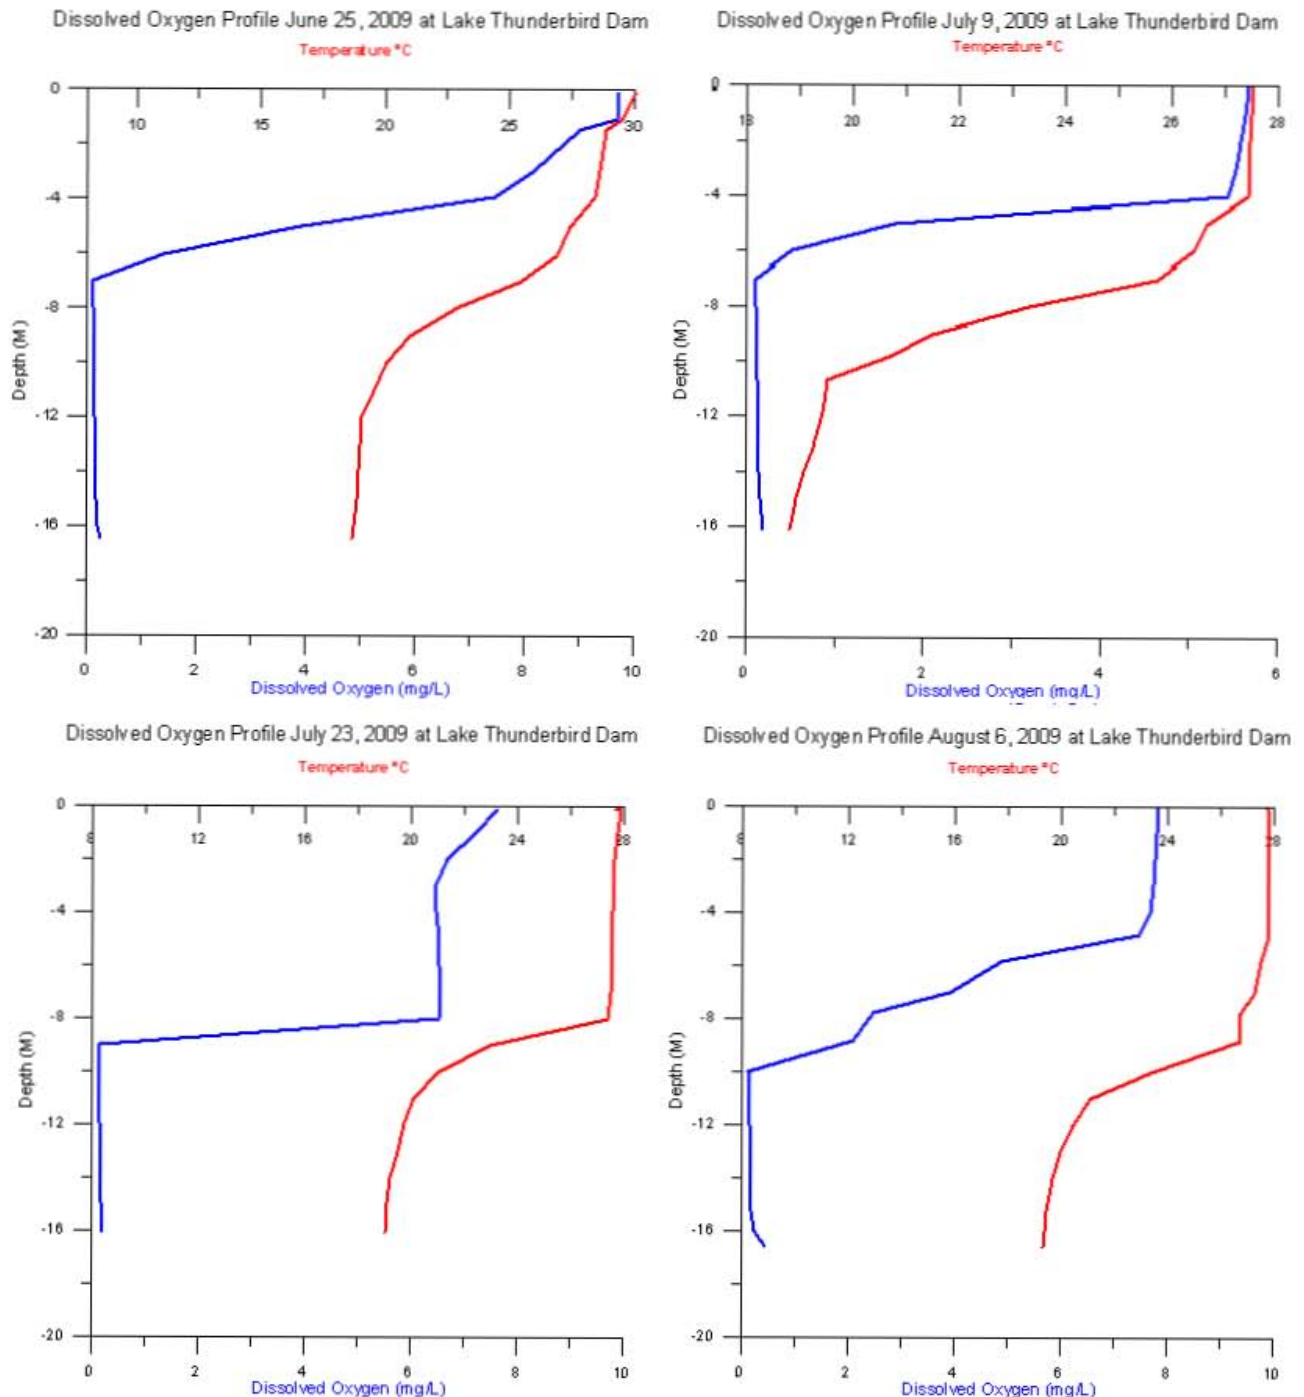 Dissolved Oxygen Profile June 25, 2009 at Lake Thunderbird Dam
Temperature °C
0
10 15 20 25 30
-4
-8
Depth (M)
-12
-16
-20
0 2 4 6 8 10
Dissolved Oxygen (mg/L)
Dissolved Oxygen Profile July 9, 2009 at Lake Thunderbird Dam
Temperature °C
0
18 20 22 24 26 28
-4
-8
Depth (M)
-12
-16
-20
0 2 4 6
Dissolved Oxygen (mg/L)
Dissolved Oxygen Profile July 23, 2009 at Lake Thunderbird Dam
Temperature °C
0
8 12 16 20 24 28
-4
-8
Depth (M)
-12
-16
-20
0 2 4 6 8 10
Dissolved Oxygen (mg/L)
Dissolved Oxygen Profile August 6, 2009 at Lake Thunderbird Dam
Temperature °C
0
8 12 16 20 24 28
-4
-8
Depth (M)
-12
-16
-20
0 2 4 6 8 10
Dissolved Oxygen (mg/L)